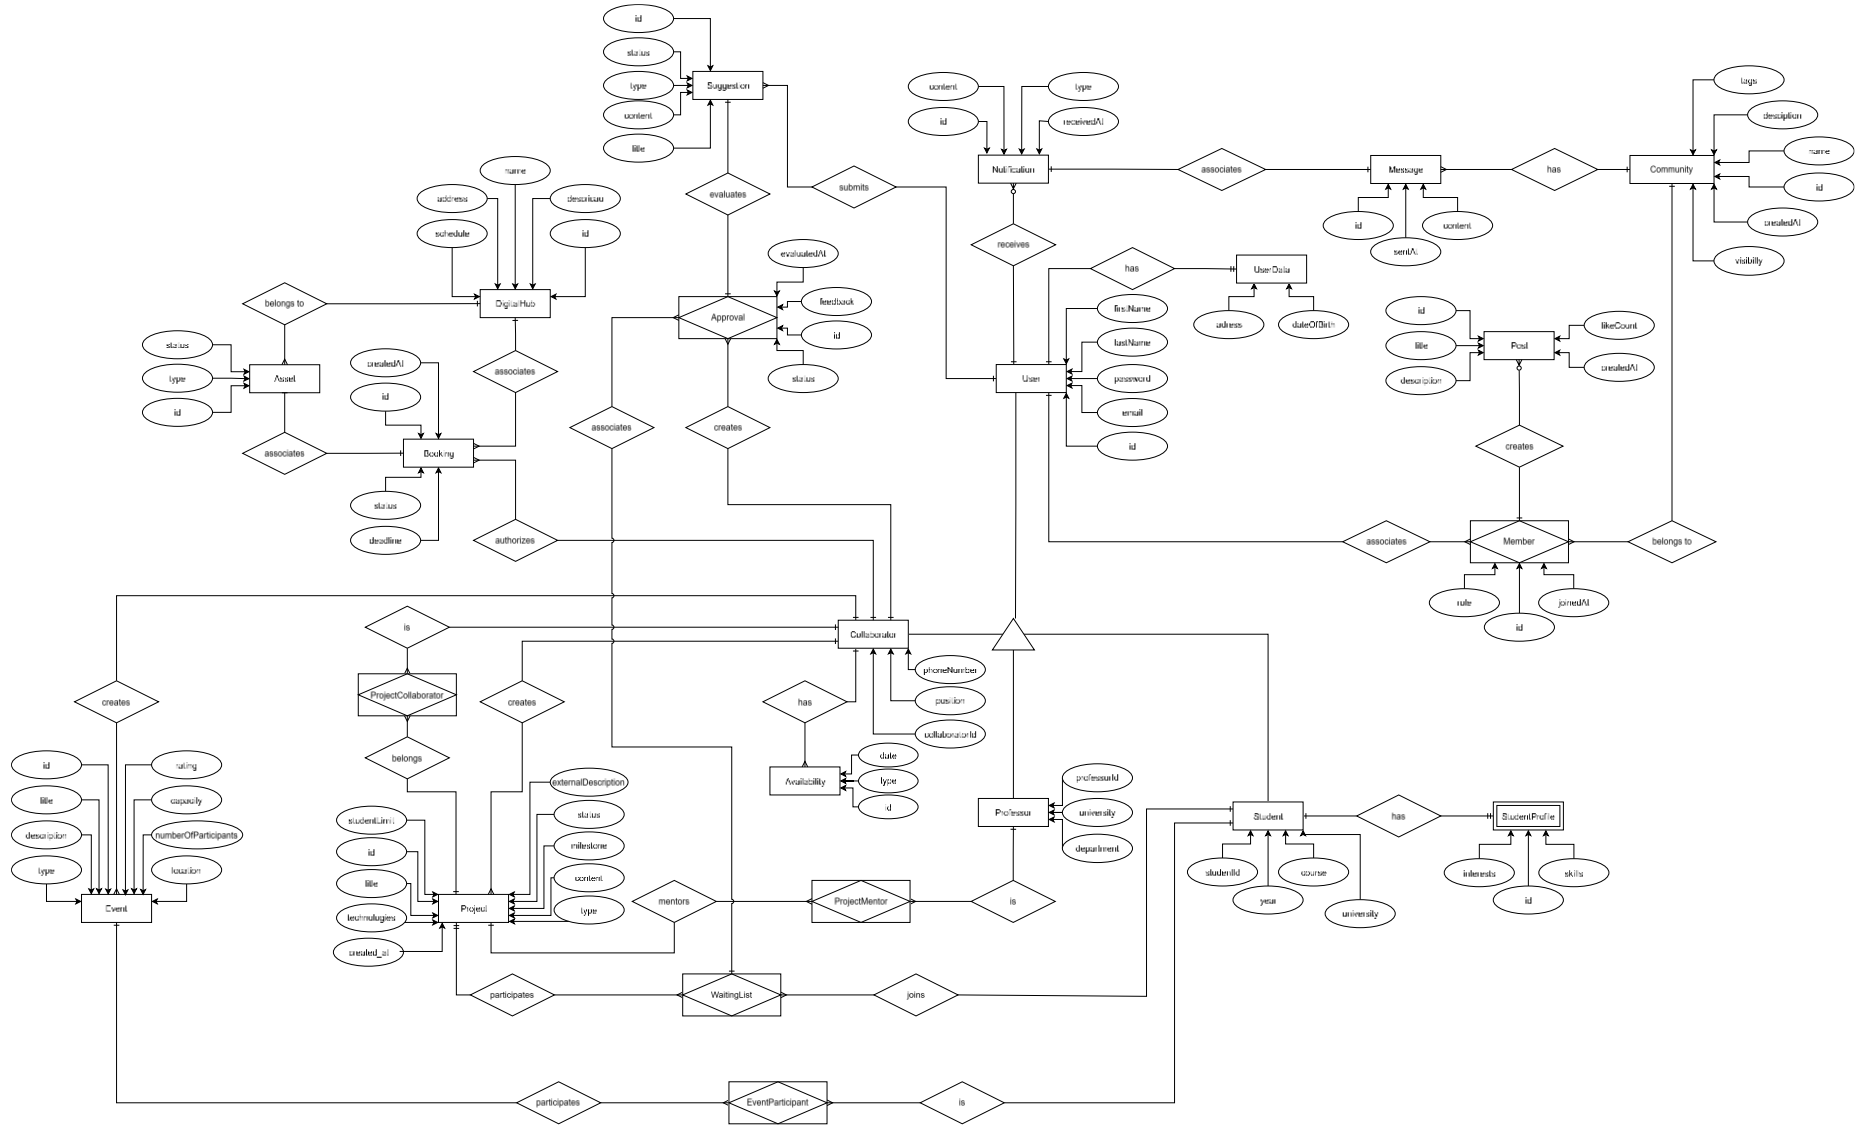 id
status
Suggestion
type
content
title
content
type
id
receivedAt
Notification
tags
desciption
name
Community
id
createdAt
visibility
associates
Message
has
id
content
sentAt
evaluates
submits
receives
name
address
schedule
id
DigitalHub
belongs to
evaluatedAt
feedback
Approval
id
status
has
UserData
adress
dateOfBirth
firstName
lastName
User
password
email
id
id
title
description
Post
likeCount
createdAt
status
type
id
Asset
associates
createdAt
id
associates
Booking
status
deadline
authorizes
associates
creates
creates
associates
Member
belongs to
role
id
joinedAt
is
Collaborator
phoneNumber
position
collaboratorId
creates
ProjectCollaborator
creates
has
belongs
date
Availability
type
id
professorId
Professor
university
department
Student
has
StudentProfile
studentId
course
year
university
interests
skills
id
id
rating
title
capacity
description
numberOfParticipants
type
location
Event
externalDescription
studentLimit
status
id
milestone
title
content
technologies
type
Project
created_at
mentors
ProjectMentor
is
participates
WaitingList
joins
participates
EventParticipant
is